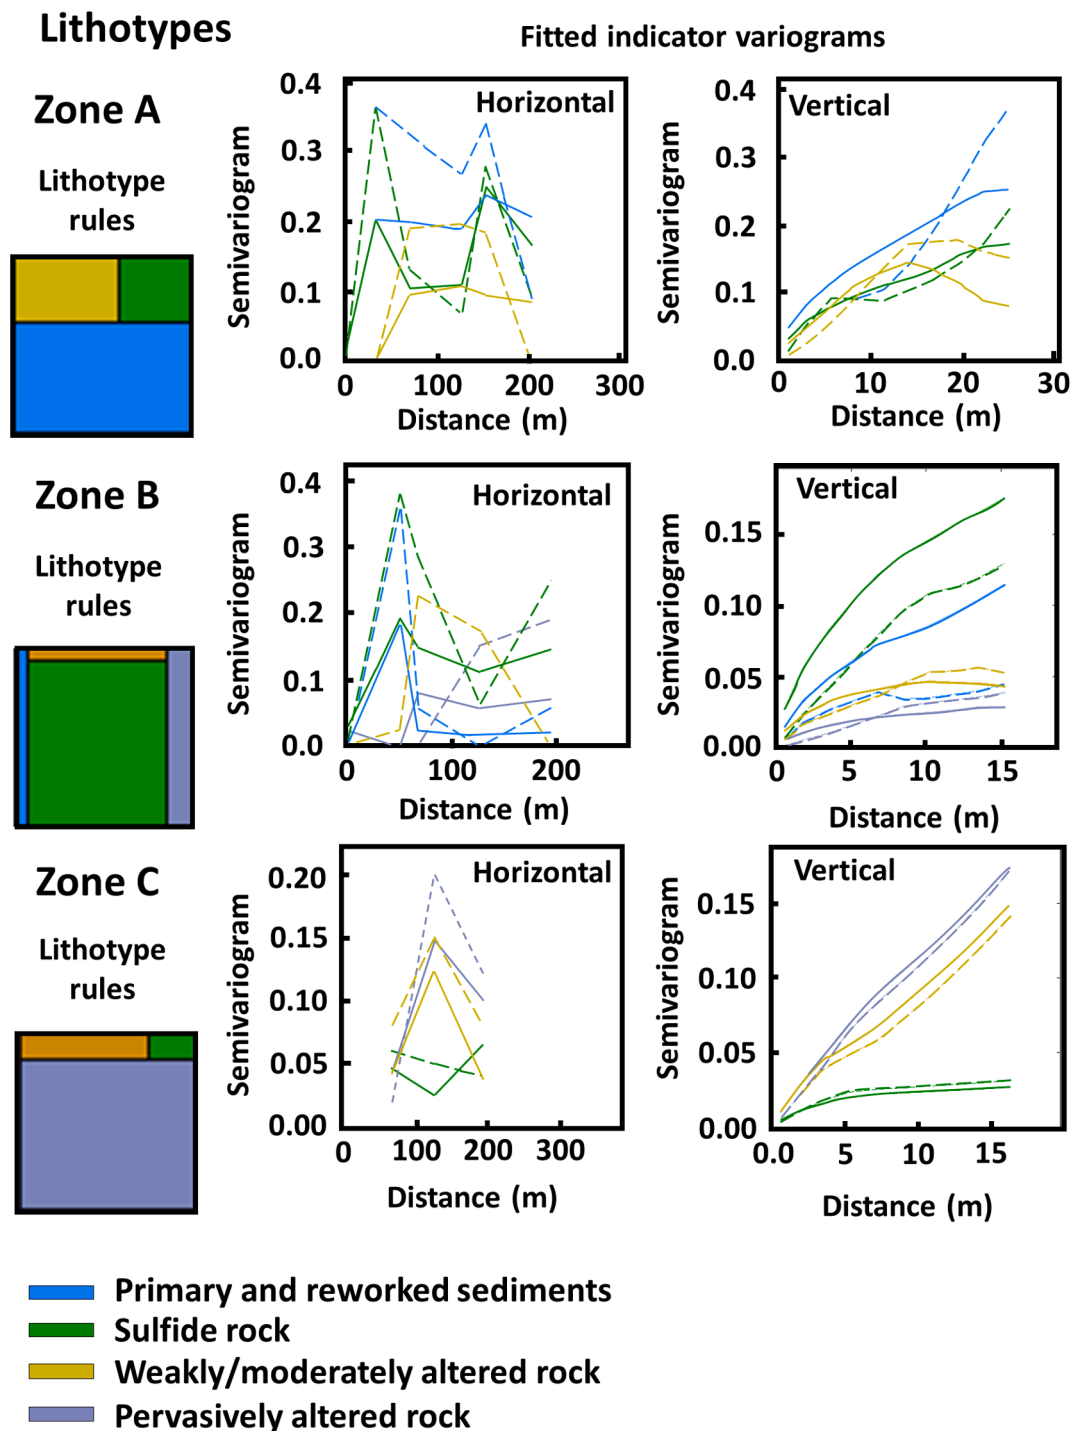 Lithotypes
Fitted indicator variograms
Zone A
Lithotype
rules
Semivariogram
0.4
0.3
0.2
0.1
0.0
Horizontal
0 100 200 300
Distance (m)
Semivariogram
0.4
0.3
0.2
0.1
0.0
Vertical
0 10 20 30
Distance (m)
Zone B
Lithotype
rules
Semivariogram
0.4
0.3
0.2
0.1
0.0
Horizontal
0 100 200
Distance (m)
Semivariogram
0.15
0.10
0.05
0.00
Vertical
0 5 10 15
Distance (m)
Zone C
Lithotype
rules
Semivariogram
0.20
0.15
0.10
0.05
0.00
Horizontal
0 100 200 300
Distance (m)
Semivariogram
0.15
0.10
0.05
0.00
Vertical
0.0 5 10 15
Distance (m)
Primary and reworked sediments
Sulfide rock
Weakly/moderately altered rock
Pervasively altered rock